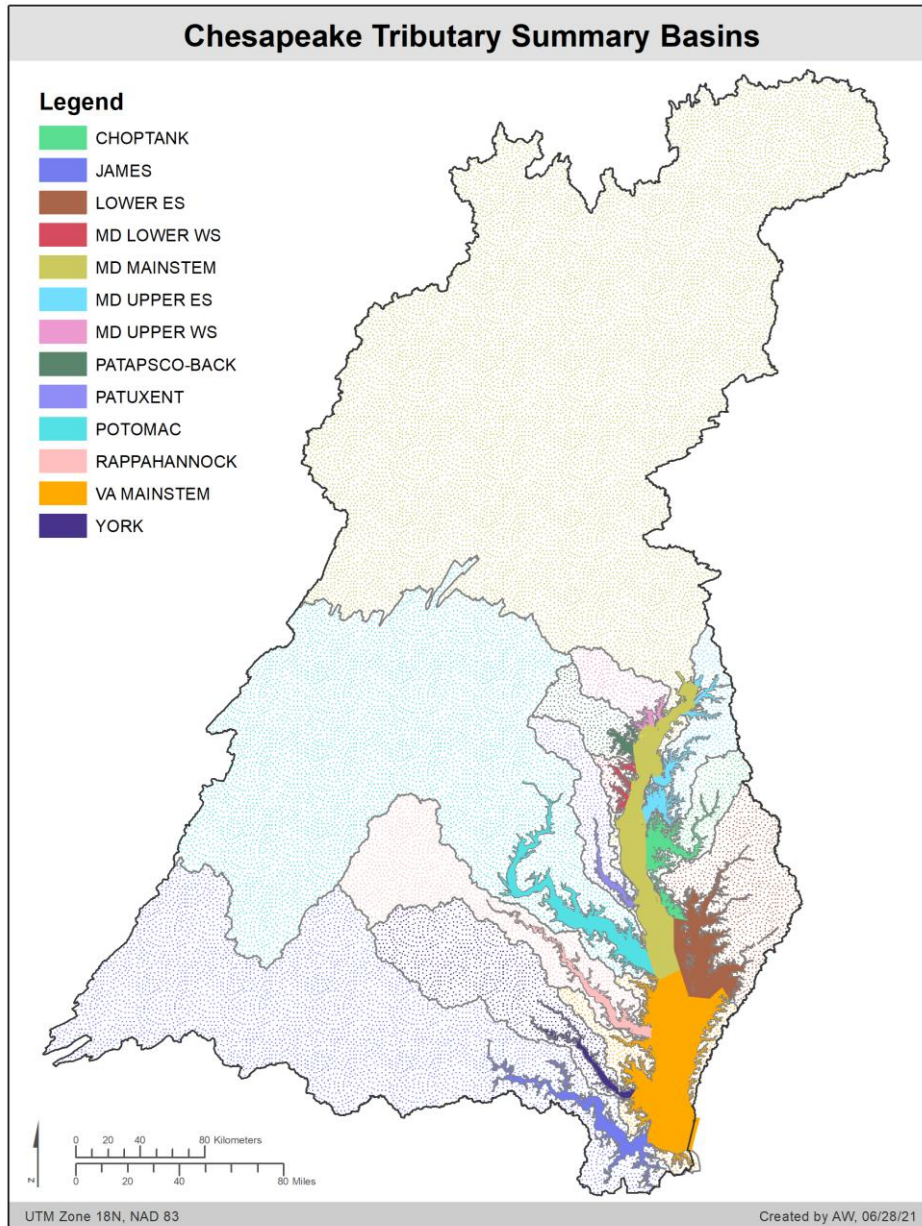 Chesapeake Tributary Summary Basins
Legend
CHOPTANK
JAMES
LOWER ES
MD LOWER WS
MD MAINSTEM
MD UPPER ES
MD UPPER WS
PATAPSCO-BACK
PATUXENT
POTOMAC
RAPPAHANNOCK
VA MAINSTEM
YORK
0 20 40 80 Kilometers
0 20 40 80 Miles
N
UTM Zone 18N, NAD 83 Created by AW, 06/28/21